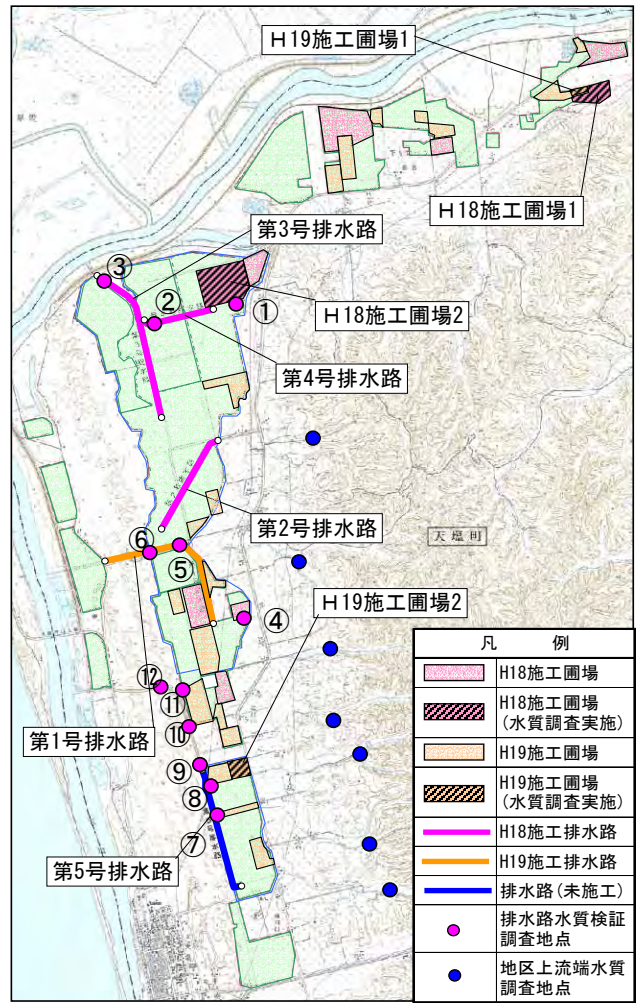 H19施工圃場1
H18施工圃場1
第3号排水路
③
②
①
H18施工圃場2
第4号排水路
第2号排水路
天塩町
⑥
⑤
H19施工圃場2
④
⑫
⑪
⑩
第1号排水路
⑨
⑧
⑦
第5号排水路
凡 例
H18施工圃場
H18施工圃場
(水質調査実施)
H19施工圃場
H19施工圃場
(水質調査実施)
H18施工排水路
H19施工排水路
排水路(未施工)
排水路水質検証
調査地点
地区上流端水質
調査地点